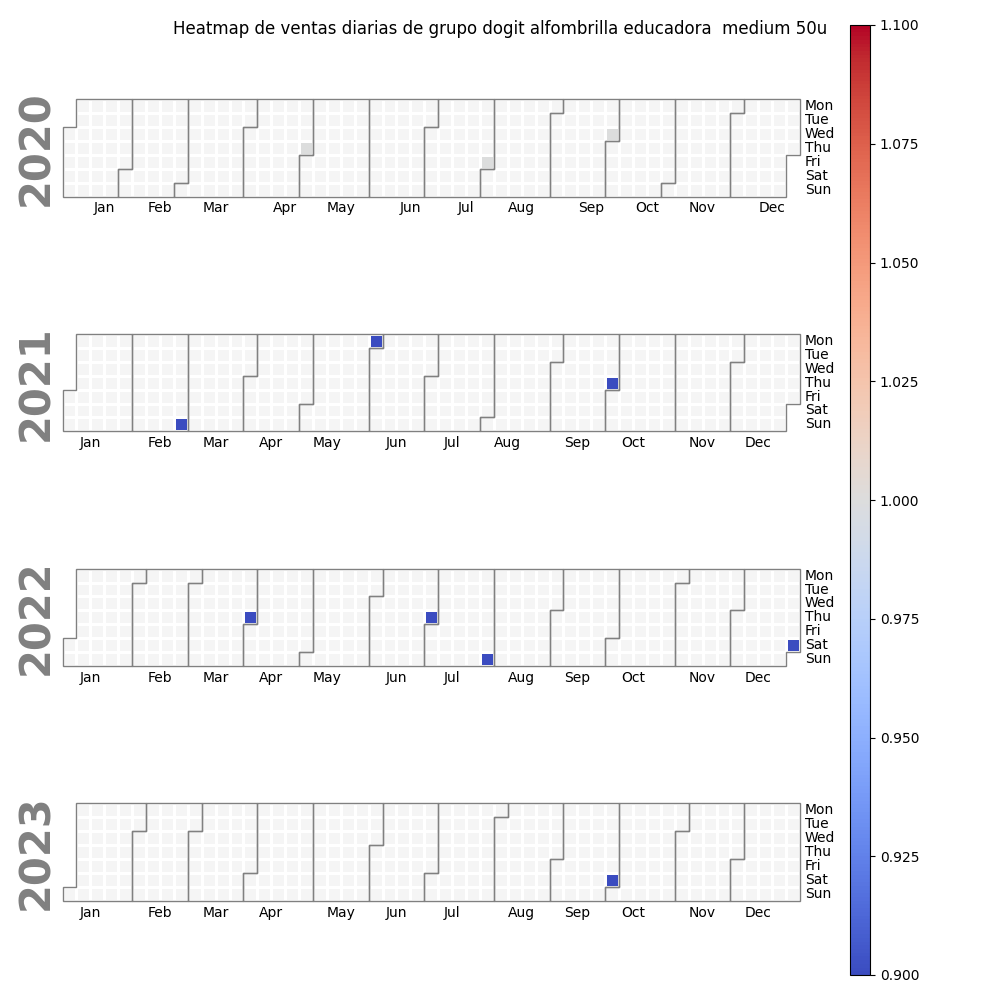 Heatmap de ventas diarias de grupo dogit alfombrilla educadora  medium 50u
2020
Mon
Tue
Wed
Thu
Fri
Sat
Sun
Jan Feb Mar Apr May Jun Jul Aug Sep Oct Nov Dec
2021
Mon
Tue
Wed
Thu
Fri
Sat
Sun
Jan Feb Mar Apr May Jun Jul Aug Sep Oct Nov Dec
2022
Mon
Tue
Wed
Thu
Fri
Sat
Sun
Jan Feb Mar Apr May Jun Jul Aug Sep Oct Nov Dec
2023
Mon
Tue
Wed
Thu
Fri
Sat
Sun
Jan Feb Mar Apr May Jun Jul Aug Sep Oct Nov Dec
1.100
1.075
1.050
1.025
1.000
0.975
0.950
0.925
0.900